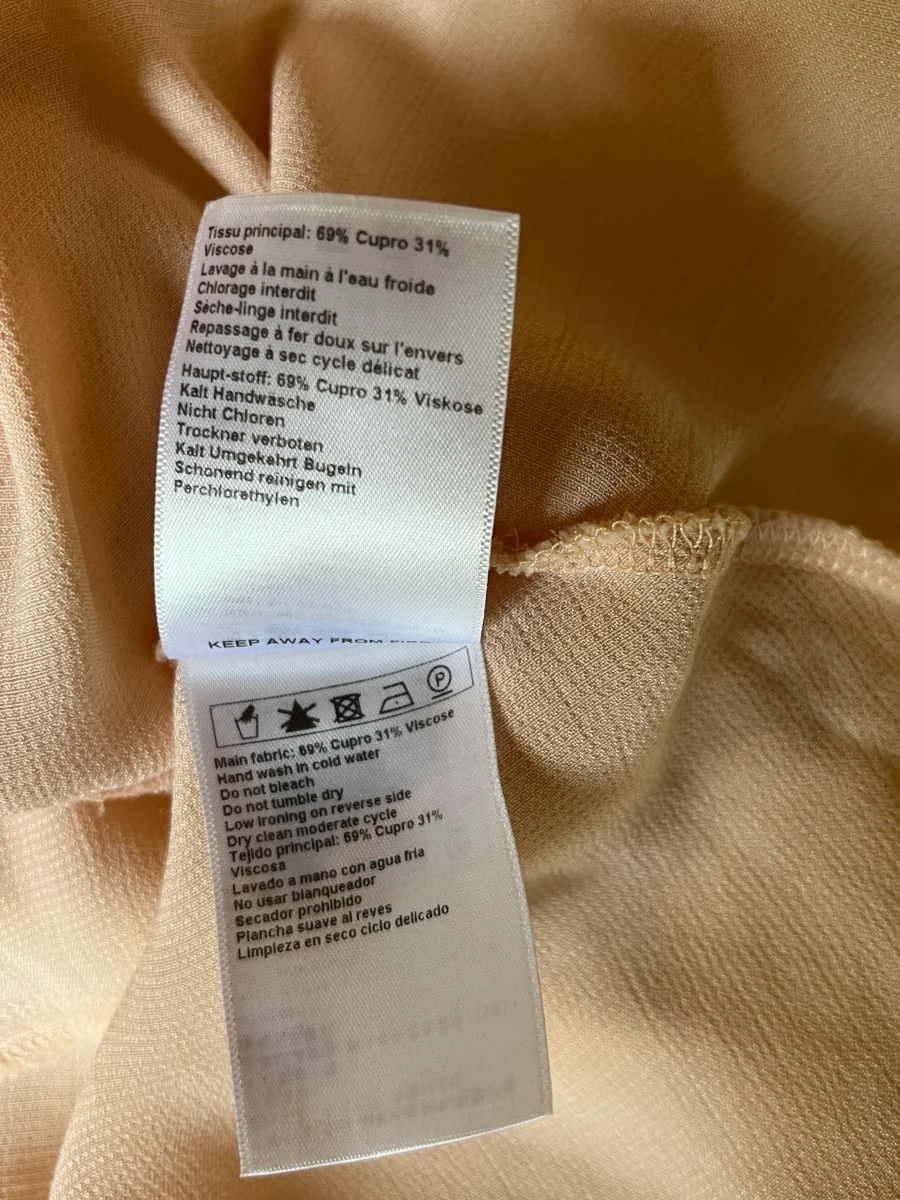 Tissu principal: 69% Cupro 31%
Viscose
Lavage à la main à l'eau froide
Chlorage interdit
Sèche-linge interdit
Repassage à fer doux sur l'envers
Nettoyage à sec cycle délicat
Haupt-stoff: 69% Cupro 31% Viskose
Kalt Handwasche
Nicht Chloren
Trockner verboten
Kalt Umgekehrt Bugeln
Schonend reinigen mit
Perchlorethylen
KEEP AWAY FROM FIRE
P
Main fabric: 69% Cupro 31% Viscose
Hand wash in cold water
Do not bleach
Do not tumble dry
Low ironing on reverse side
Dry clean moderate cycle
Tejido principal: 69% Cupro 31%
Viscosa
Lavado a mano con agua fria
No usar blanqueador
Secador prohibido
Plancha suave al reves
Limpieza en seco ciclo delicado